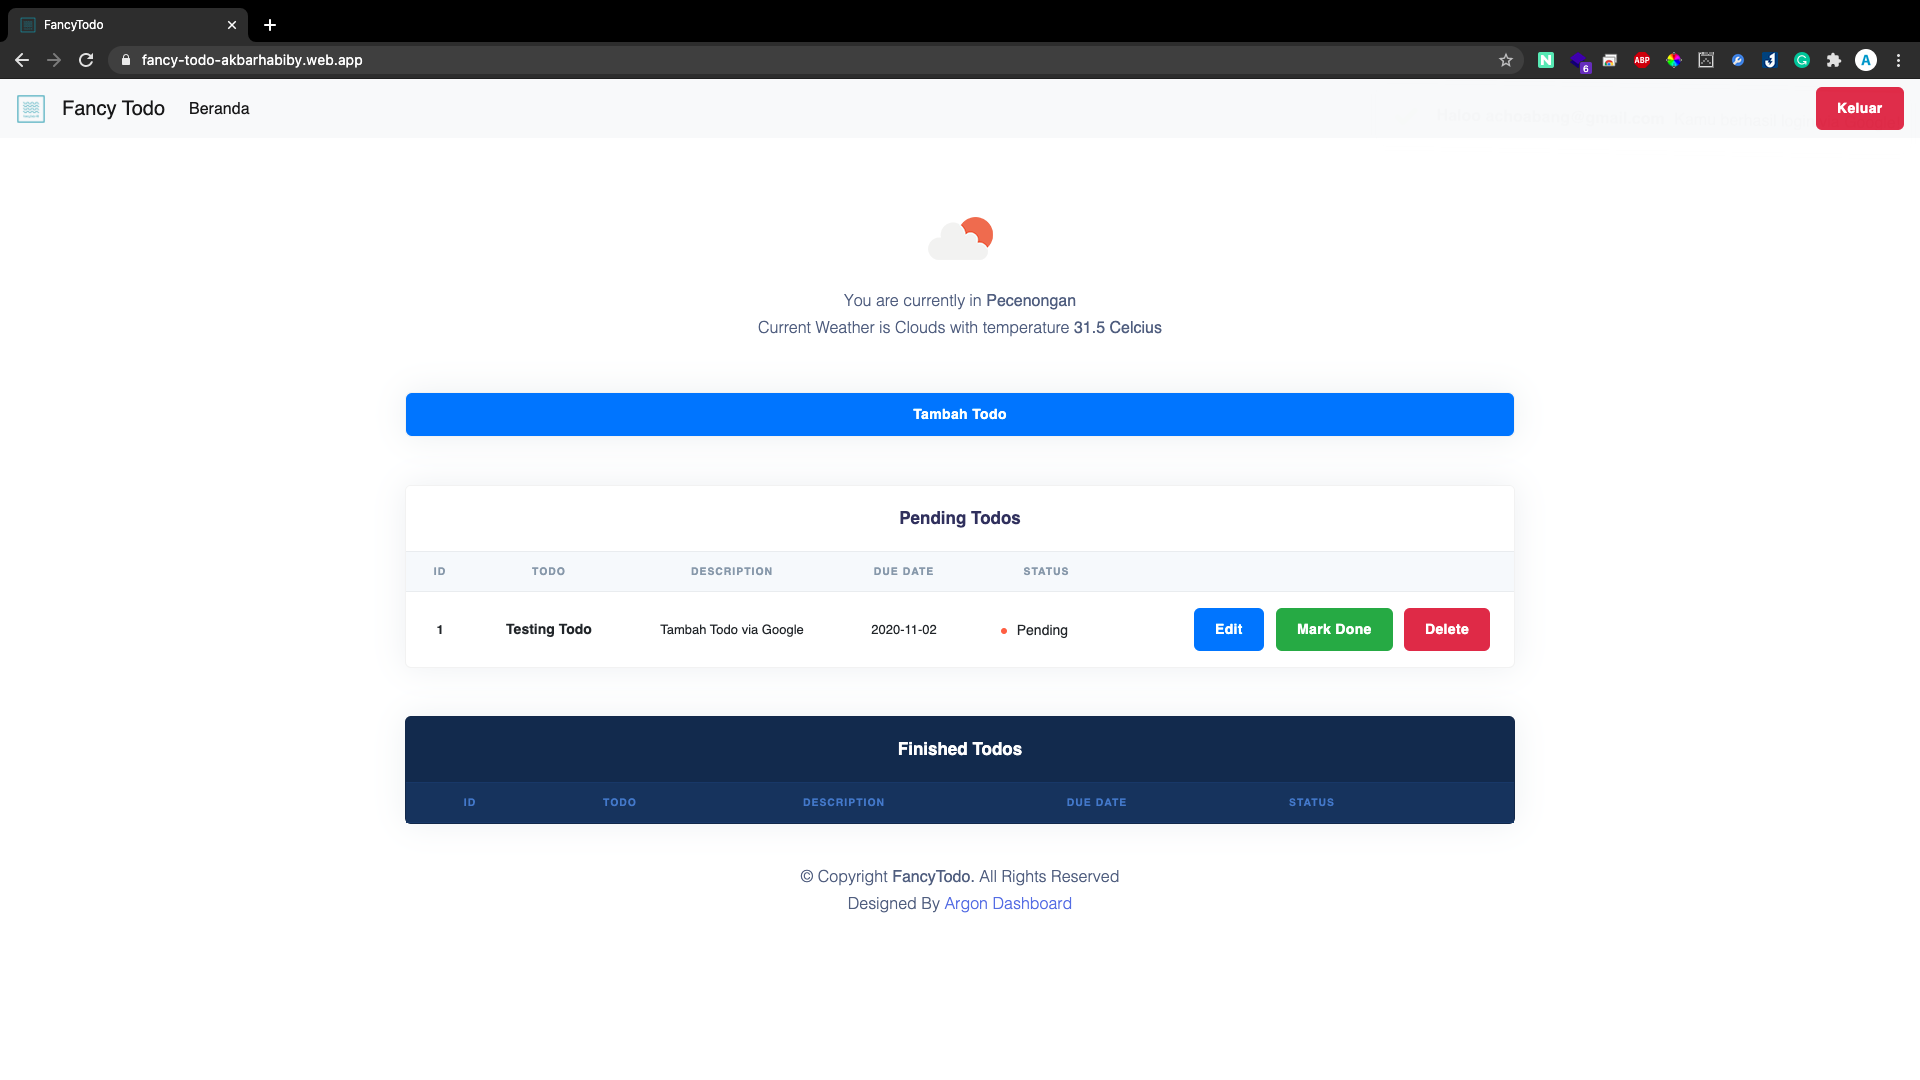 FancyTodo
fancy-todo-akbarhabiby.web.app
6
ABP
A
Fancy Todo Beranda Keluar
You are currently in Pecenongan
Current Weather is Clouds with temperature 31.5 Celcius
Tambah Todo
Pending Todos
ID TODO DESCRIPTION DUE DATE STATUS
1 Testing Todo Tambah Todo via Google 2020-11-02 Pending Edit Mark Done Delete
Finished Todos
ID TODO DESCRIPTION DUE DATE STATUS
© Copyright FancyTodo. All Rights Reserved
Designed By Argon Dashboard